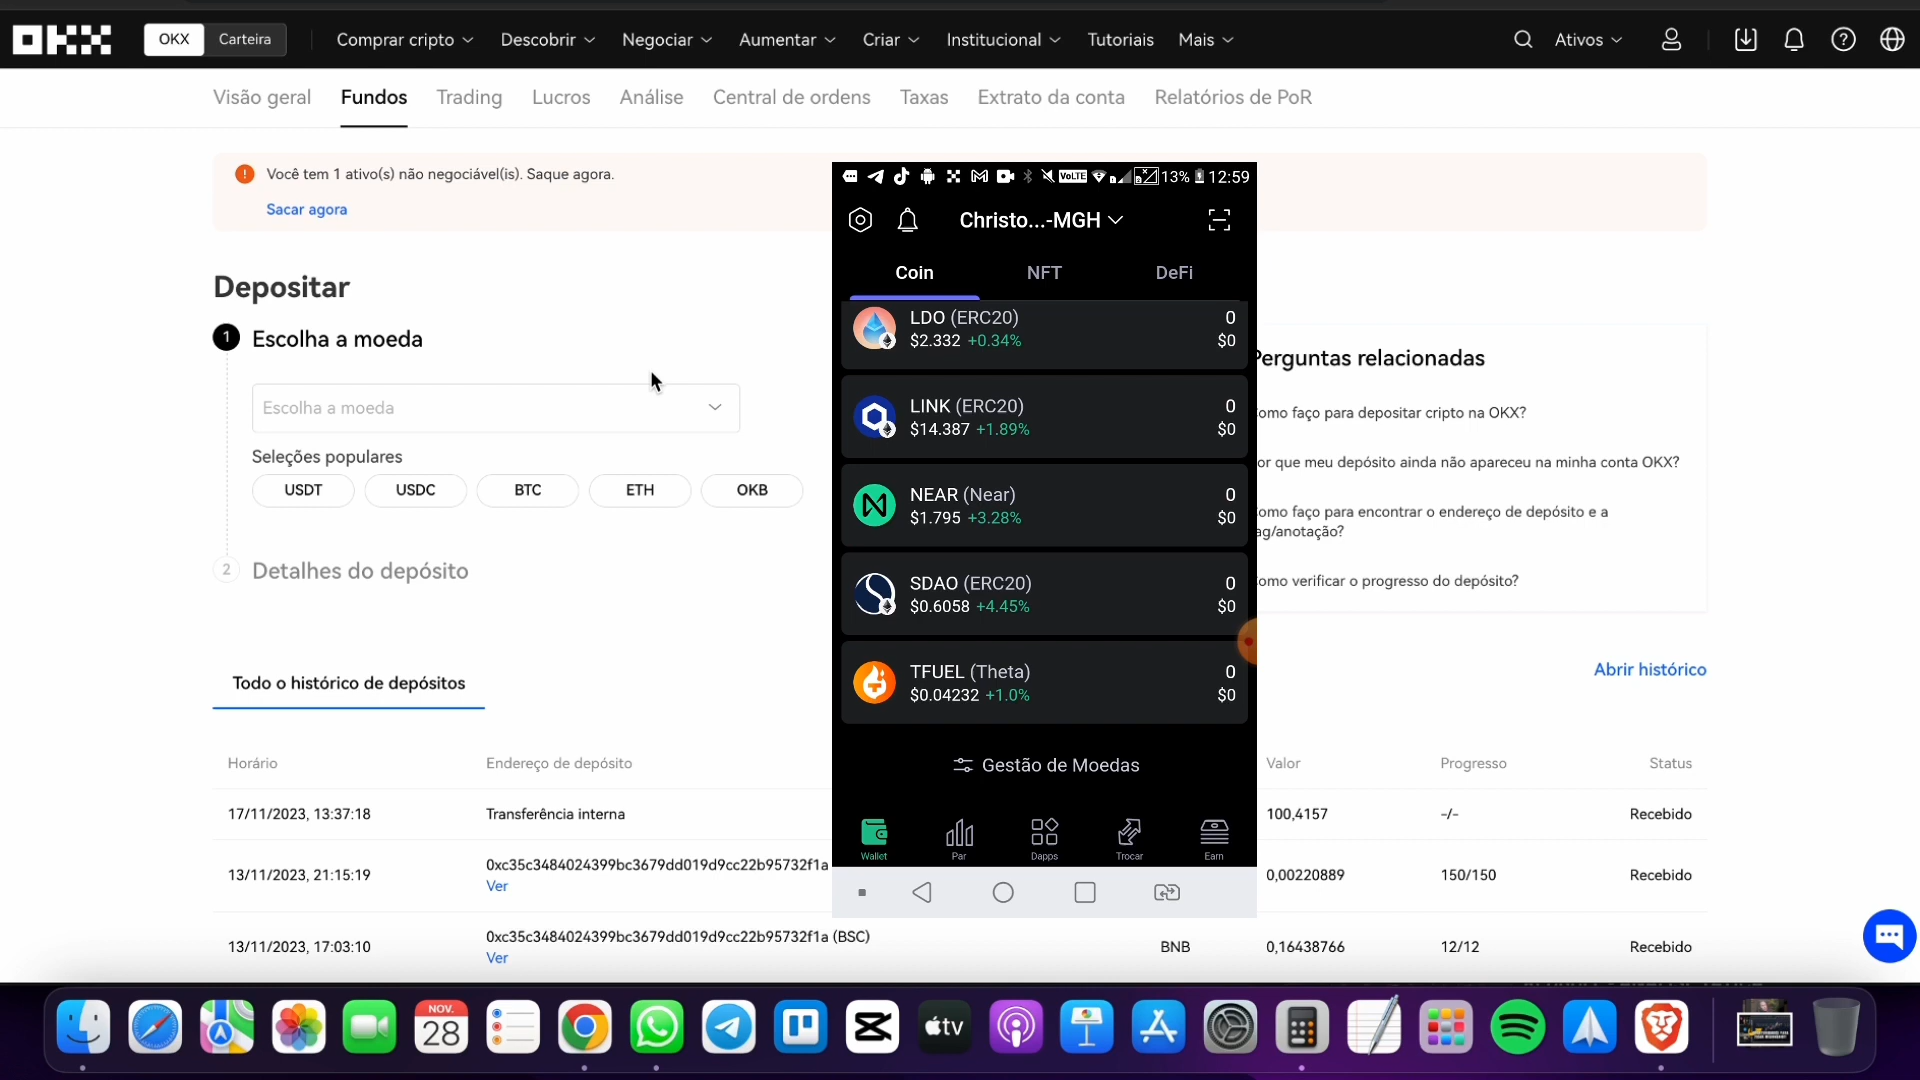 OKX
OKX Carteira
Comprar cripto Descobrir Negociar Aumentar Criar Institucional Tutoriais Mais
Ativos
Visão geral Fundos Trading Lucros Análise Central de ordens Taxas Extrato da conta Relatórios de PoR
Você tem 1 ativo(s) não negociável(is). Saque agora.
Sacar agora
Depositar
1 Escolha a moeda
Escolha a moeda
Seleções populares
USDT USDC BTC ETH OKB
2 Detalhes do depósito
VoLTE 13% 12:59
Christo...-MGH
Coin NFT DeFi
LDO (ERC20) 0
$2.332 +0.34% $0
LINK (ERC20) 0
$14.387 +1.89% $0
NEAR (Near) 0
$1.795 +3.28% $0
SDAO (ERC20) 0
$0.6058 +4.45% $0
TFUEL (Theta) 0
$0.04232 +1.0% $0
Gestão de Moedas
Wallet Par Dapps Trocar Earn
Perguntas relacionadas
omo faço para depositar cripto na OKX?
or que meu depósito ainda não apareceu na minha conta OKX?
omo faço para encontrar o endereço de depósito e a
ag/anotação?
omo verificar o progresso do depósito?
Todo o histórico de depósitos
Abrir histórico
Horário Endereço de depósito Valor Progresso Status
17/11/2023, 13:37:18 Transferência interna 100,4157 -/- Recebido
13/11/2023, 21:15:19 0xc35c3484024399bc3679dd019d9cc22b95732f1a 0,00220889 150/150 Recebido
Ver
13/11/2023, 17:03:10 0xc35c3484024399bc3679dd019d9cc22b95732f1a (BSC) BNB 0,16438766 12/12 Recebido
Ver
NOV.
28
tv